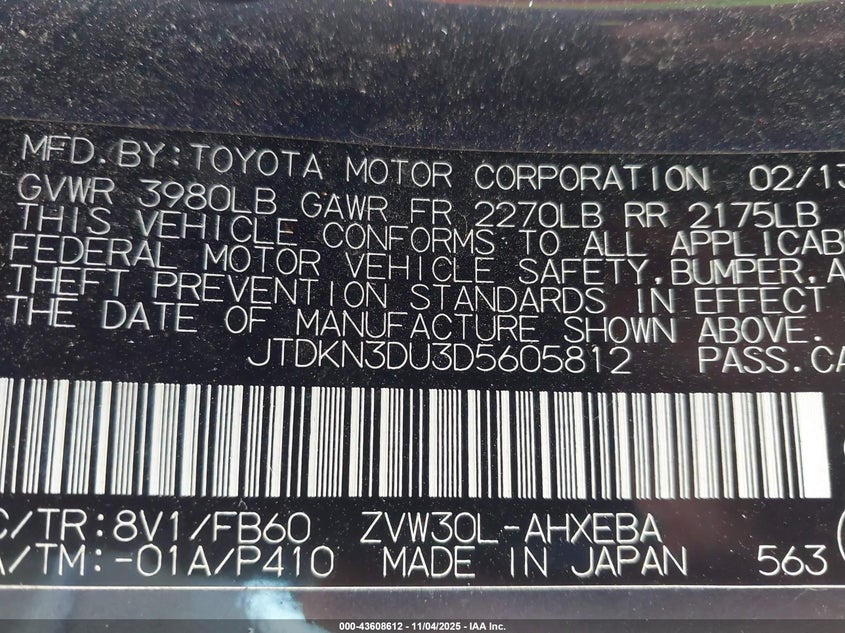 MFD.BY:TOYOTA MOTOR CORPORATION 02/13
GVWR 3980LB GAWR FR 2270LB RR 2175LB
THIS VEHICLE CONFORMS TO ALL APPLICAB
FEDERAL MOTOR VEHICLE SAFETY,BUMPER,A
THEFT PREVENTION STANDARDS IN EFFECT
THE DATE OF MANUFACTURE SHOWN ABOVE.
JTDKN3DU3D5605812 PASS.CA
C/TR:8V1/FB60 ZVW30L-AHXEBA
A/TM:-01A/P410 MADE IN JAPAN 563
000-43608612 - 11/04/2025 - IAA Inc.